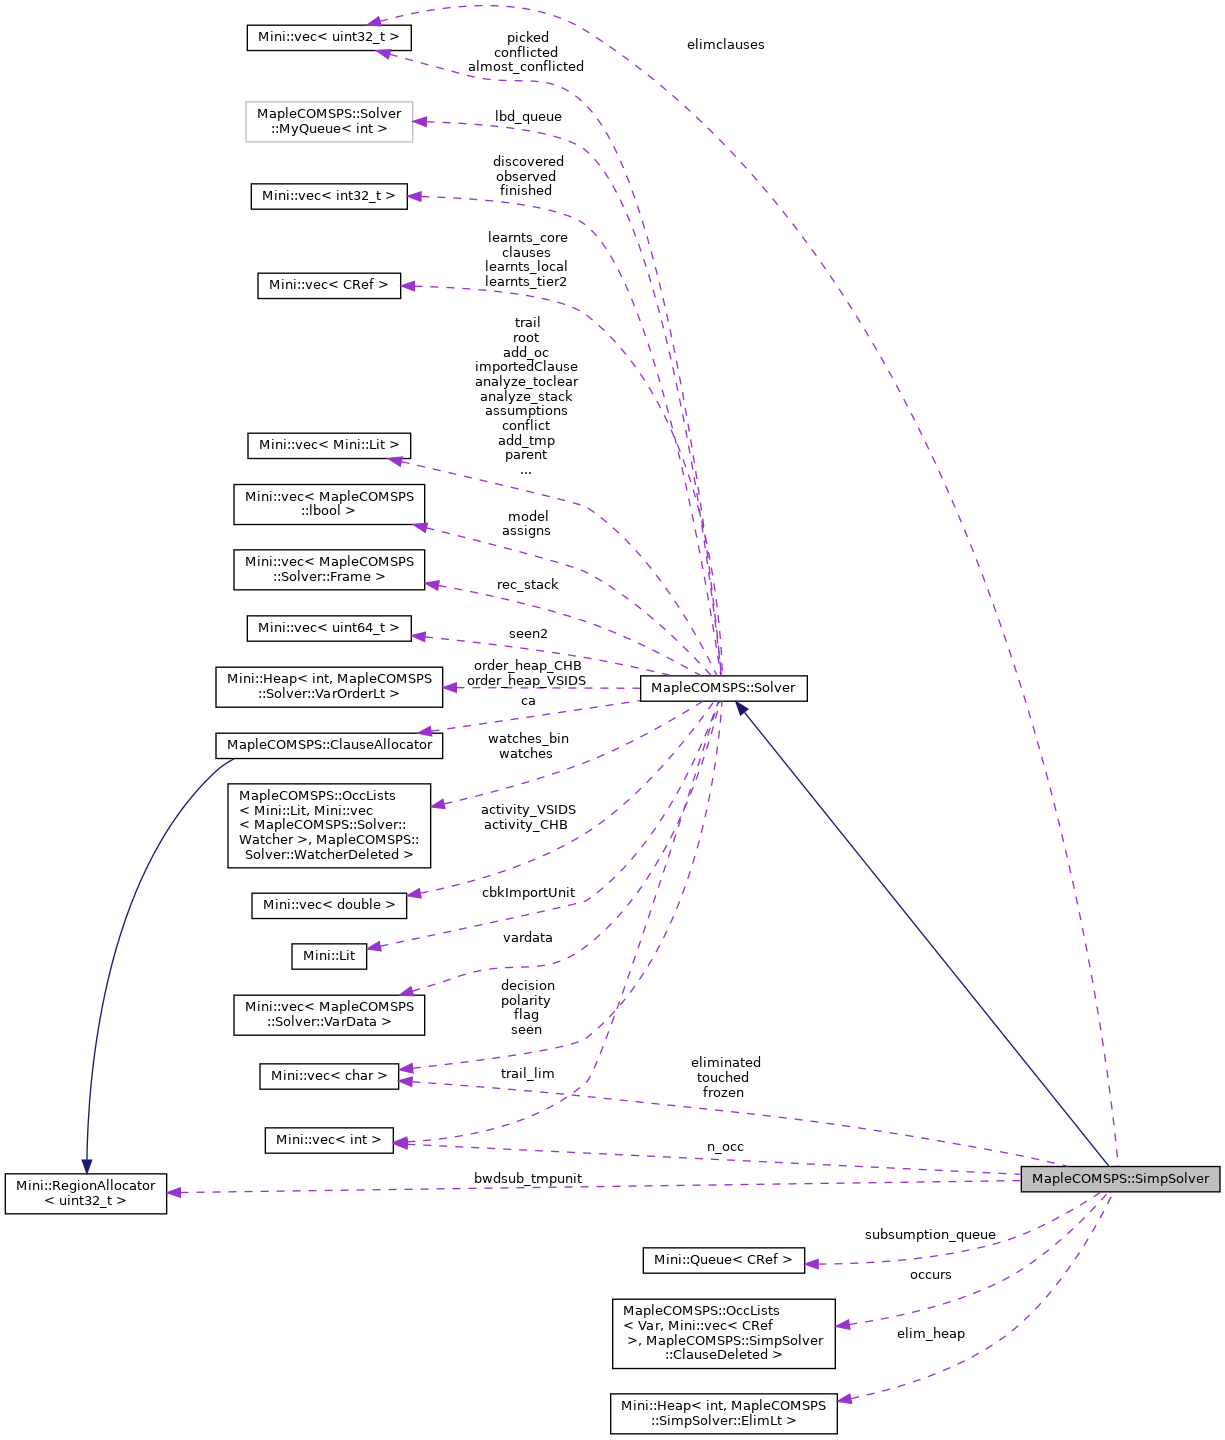 elimclauses
Mini::vec< uint32_t >
picked
conflicted
almost_conflicted
MapleCOMSPS::Solver
::MyQueue< int >
lbd_queue
Mini::vec< int32_t >
discovered
observed
finished
Mini::vec< CRef >
learnts_core
clauses
learnts_local
learnts_tier2
trail
root
add_oc
importedClause
analyze_toclear
analyze_stack
assumptions
conflict
add_tmp
parent
...
Mini::vec< Mini::Lit >
Mini::vec< MapleCOMSPS
::lbool >
model
assigns
Mini::vec< MapleCOMSPS
::Solver::Frame >
rec_stack
Mini::vec< uint64_t >
seen2
Mini::Heap< int, MapleCOMSPS
::Solver::VarOrderLt >
order_heap_CHB
order_heap_VSIDS
MapleCOMSPS::Solver
ca
MapleCOMSPS::ClauseAllocator
watches_bin
watches
MapleCOMSPS::OccLists
< Mini::Lit, Mini::vec
< MapleCOMSPS::Solver::
Watcher >, MapleCOMSPS::
Solver::WatcherDeleted >
activity_VSIDS
activity_CHB
Mini::vec< double >
cbkImportUnit
Mini::Lit
vardata
Mini::vec< MapleCOMSPS
::Solver::VarData >
decision
polarity
flag
seen
Mini::vec< char >
trail_lim
eliminated
touched
frozen
Mini::vec< int >
n_occ
Mini::RegionAllocator
< uint32_t >
bwdsub_tmpunit
MapleCOMSPS::SimpSolver
subsumption_queue
Mini::Queue< CRef >
occurs
MapleCOMSPS::OccLists
< Var, Mini::vec< CRef
>, MapleCOMSPS::SimpSolver
::ClauseDeleted >
elim_heap
Mini::Heap< int, MapleCOMSPS
::SimpSolver::ElimLt >